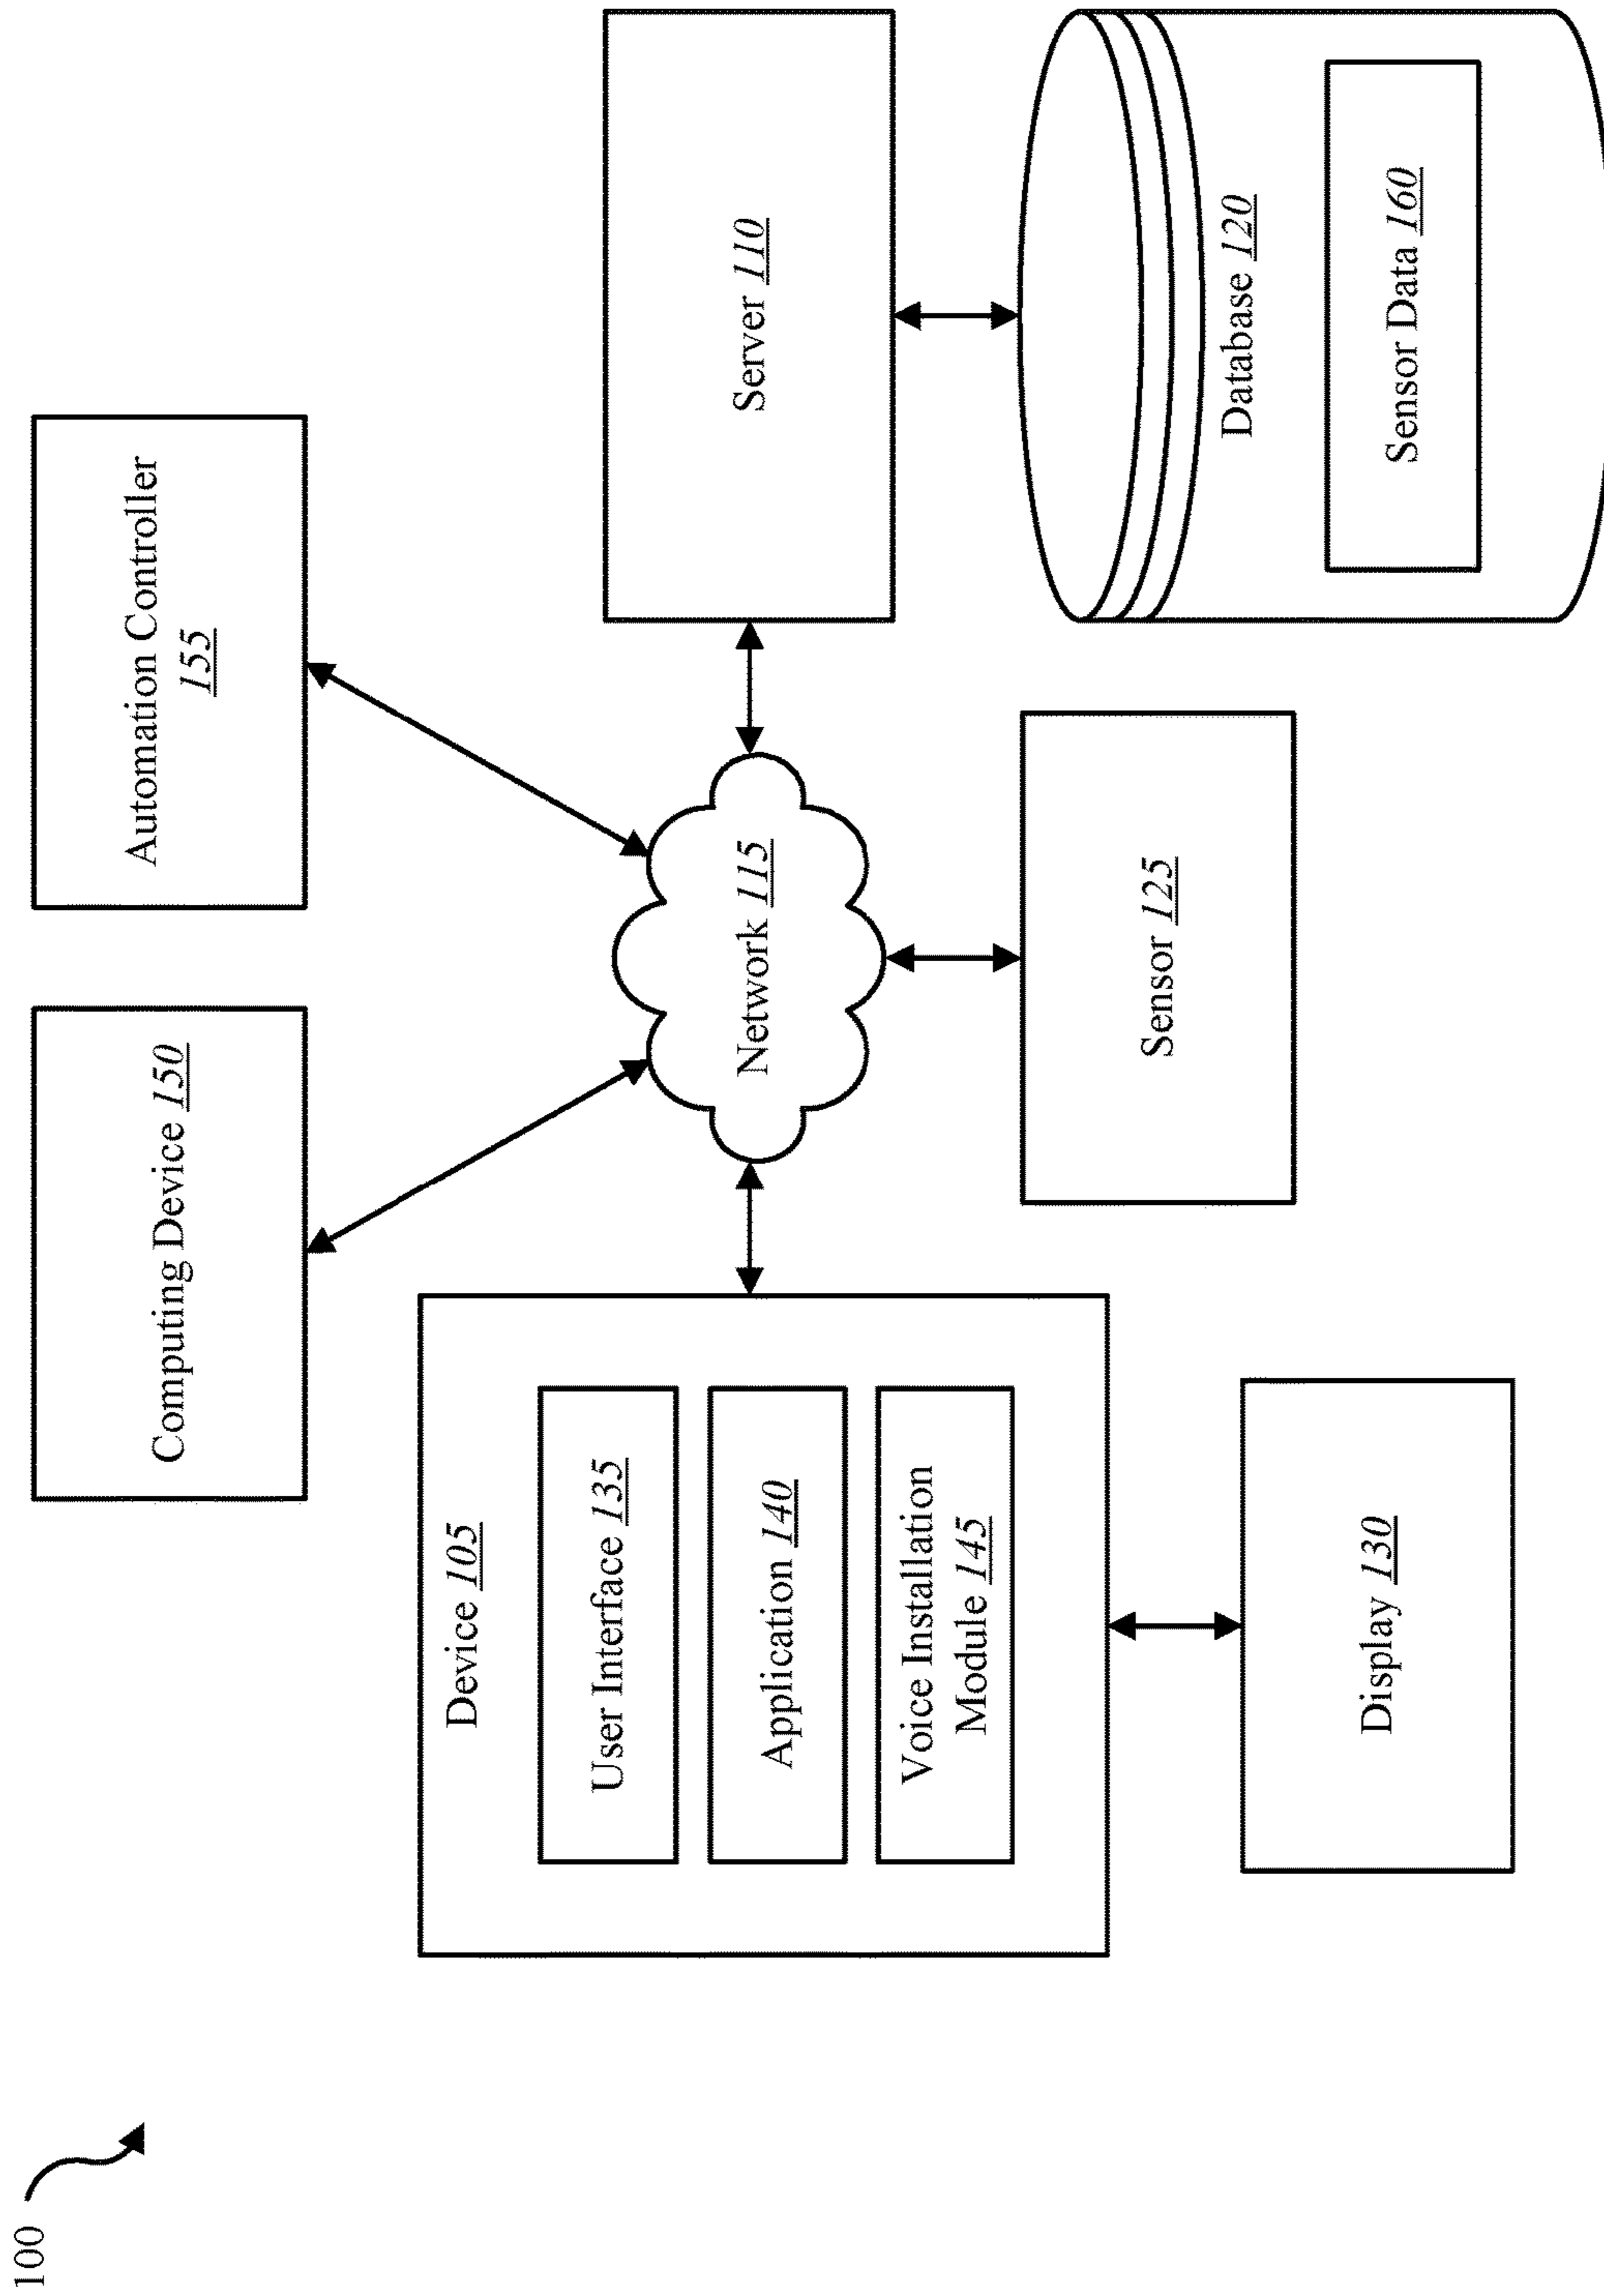 100
Computing Device 150
Automation Controller
155
Device 105
User Interface 135
Application 140
Voice Installation
Module 145
Network 115
Server 110
Display 130
Sensor 125
Database 120
Sensor Data 160